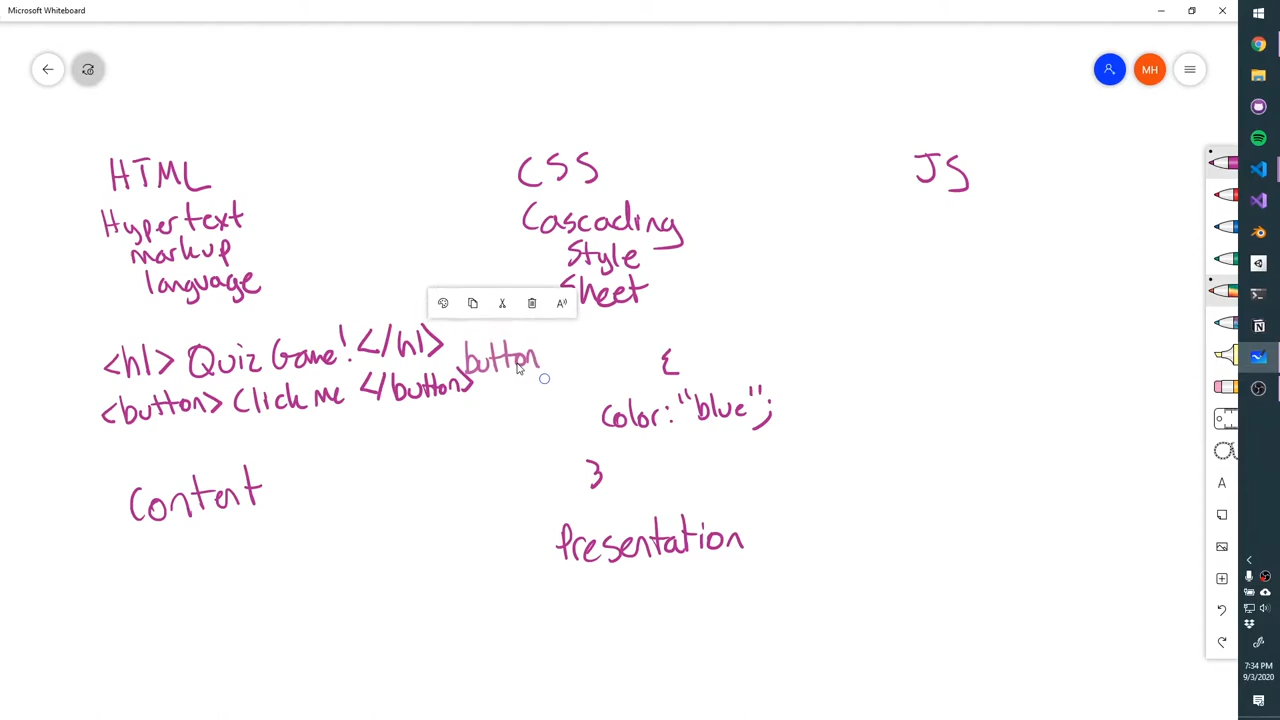 Microsoft Whiteboard
MH
HTML
Hypertext
markup
language
<h1> Quiz Game! </h1>
<button> Click Me </button>
Content
CSS
Cascading
Style
Sheet
button
{
color: "blue";
}
Presentation
JS
A
7:34 PM
9/3/2020